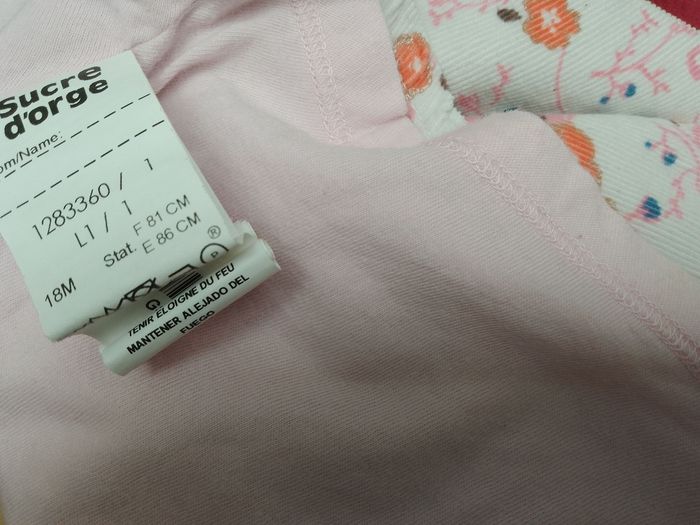 Sucre
d'orge
om/Name:
1283360 / 1
L1 / 1
Stat. F 81 CM
E 86 CM
18M
®
P
TENIR ÉLOIGNÉ DU FEU
MANTENER ALEJADO DEL
FUEGO